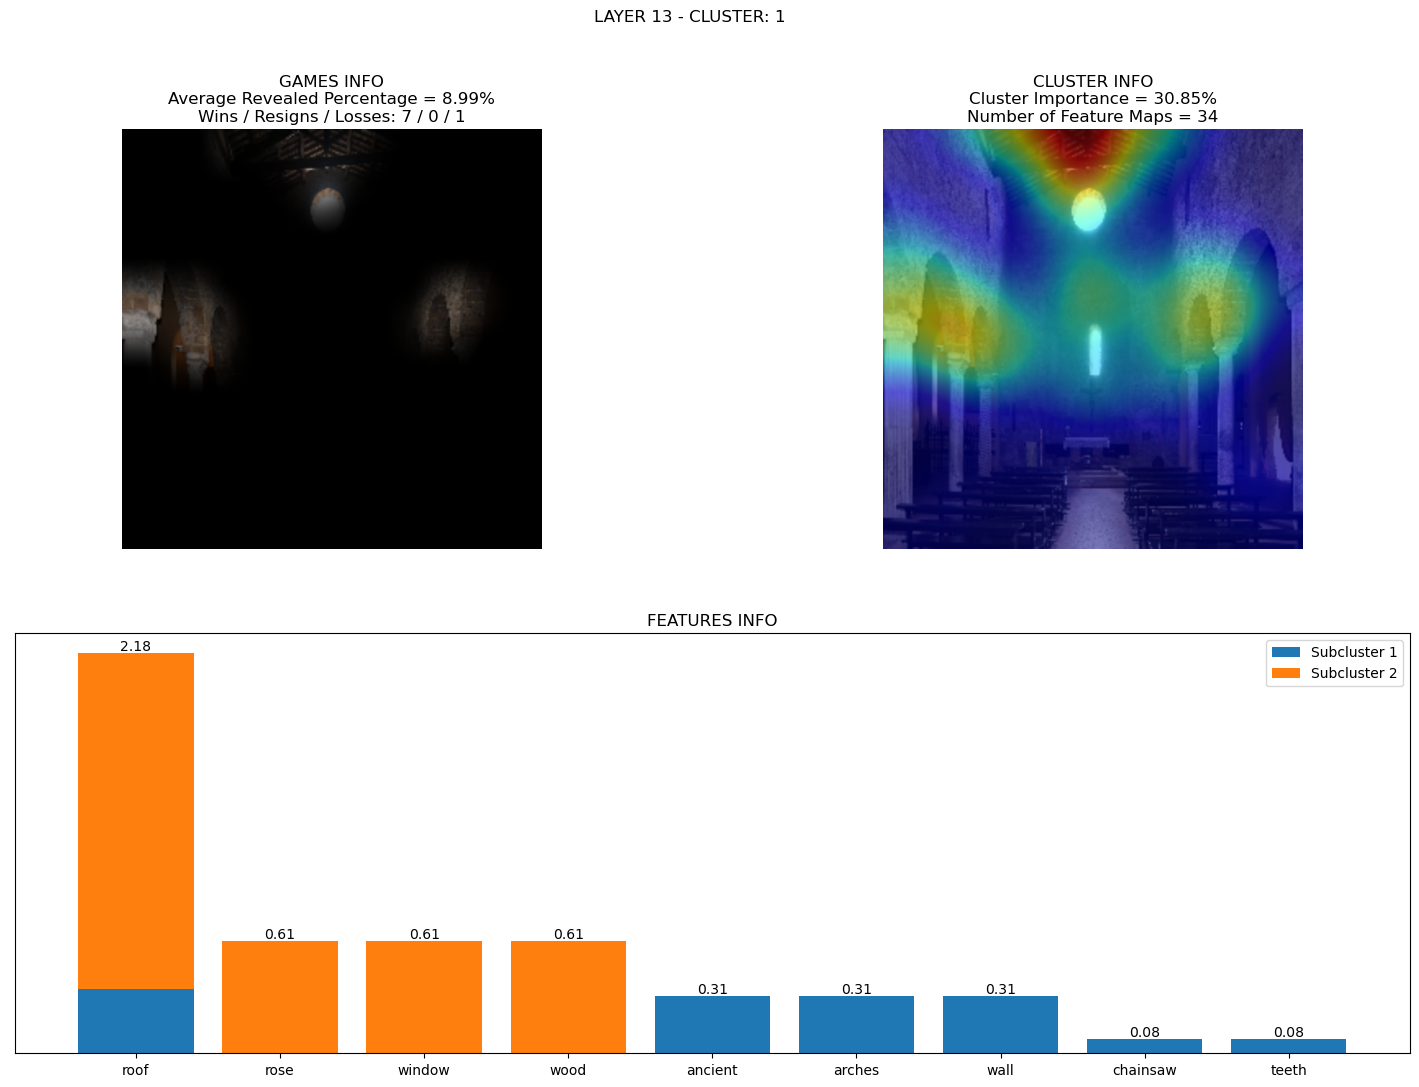 LAYER 13 - CLUSTER: 1
GAMES INFO
Average Revealed Percentage = 8.99%
Wins / Resigns / Losses: 7 / 0 / 1
CLUSTER INFO
Cluster Importance = 30.85%
Number of Feature Maps = 34
FEATURES INFO
Subcluster 1
Subcluster 2
2.18
0.61
0.61
0.61
0.31
0.31
0.31
0.08
0.08
roof
rose
window
wood
ancient
arches
wall
chainsaw
teeth